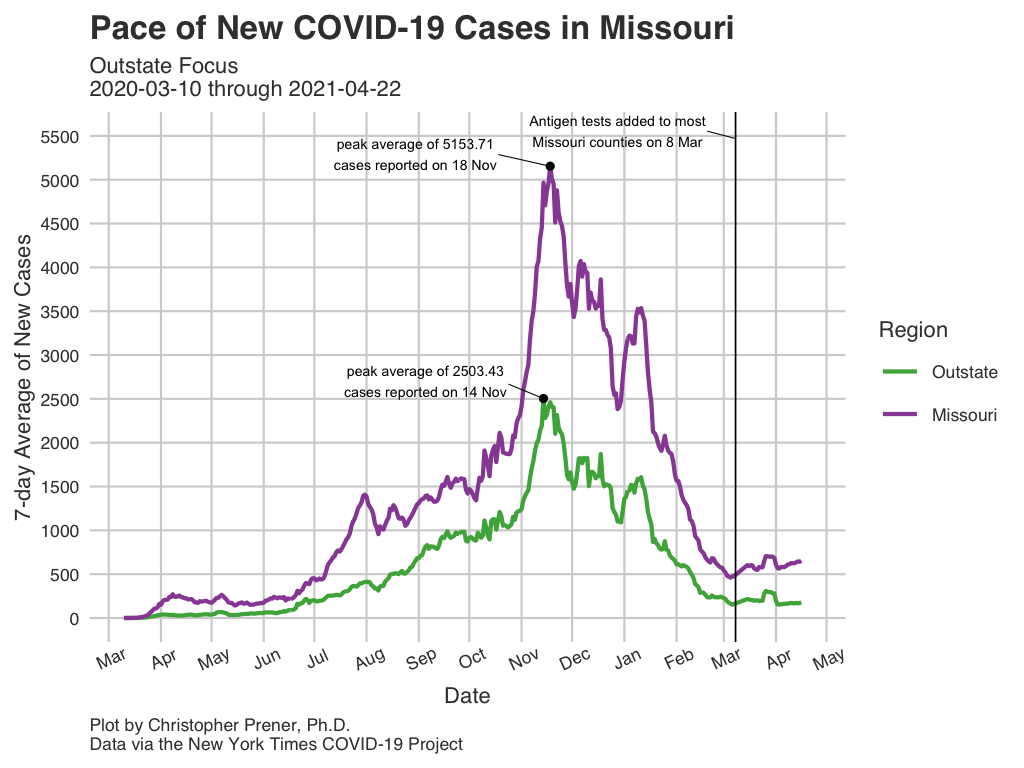 Pace of New COVID-19 Cases in Missouri
Outstate Focus
2020-03-10 through 2021-04-22
Antigen tests added to most
Missouri counties on 8 Mar
peak average of 5153.71
cases reported on 18 Nov
peak average of 2503.43
cases reported on 14 Nov
7-day Average of New Cases
5500
5000
4500
4000
3500
3000
2500
2000
1500
1000
500
0
Mar Apr May Jun Jul Aug Sep Oct Nov Dec Jan Feb Mar Apr May
Date
Region
Outstate
Missouri
Plot by Christopher Prener, Ph.D.
Data via the New York Times COVID-19 Project